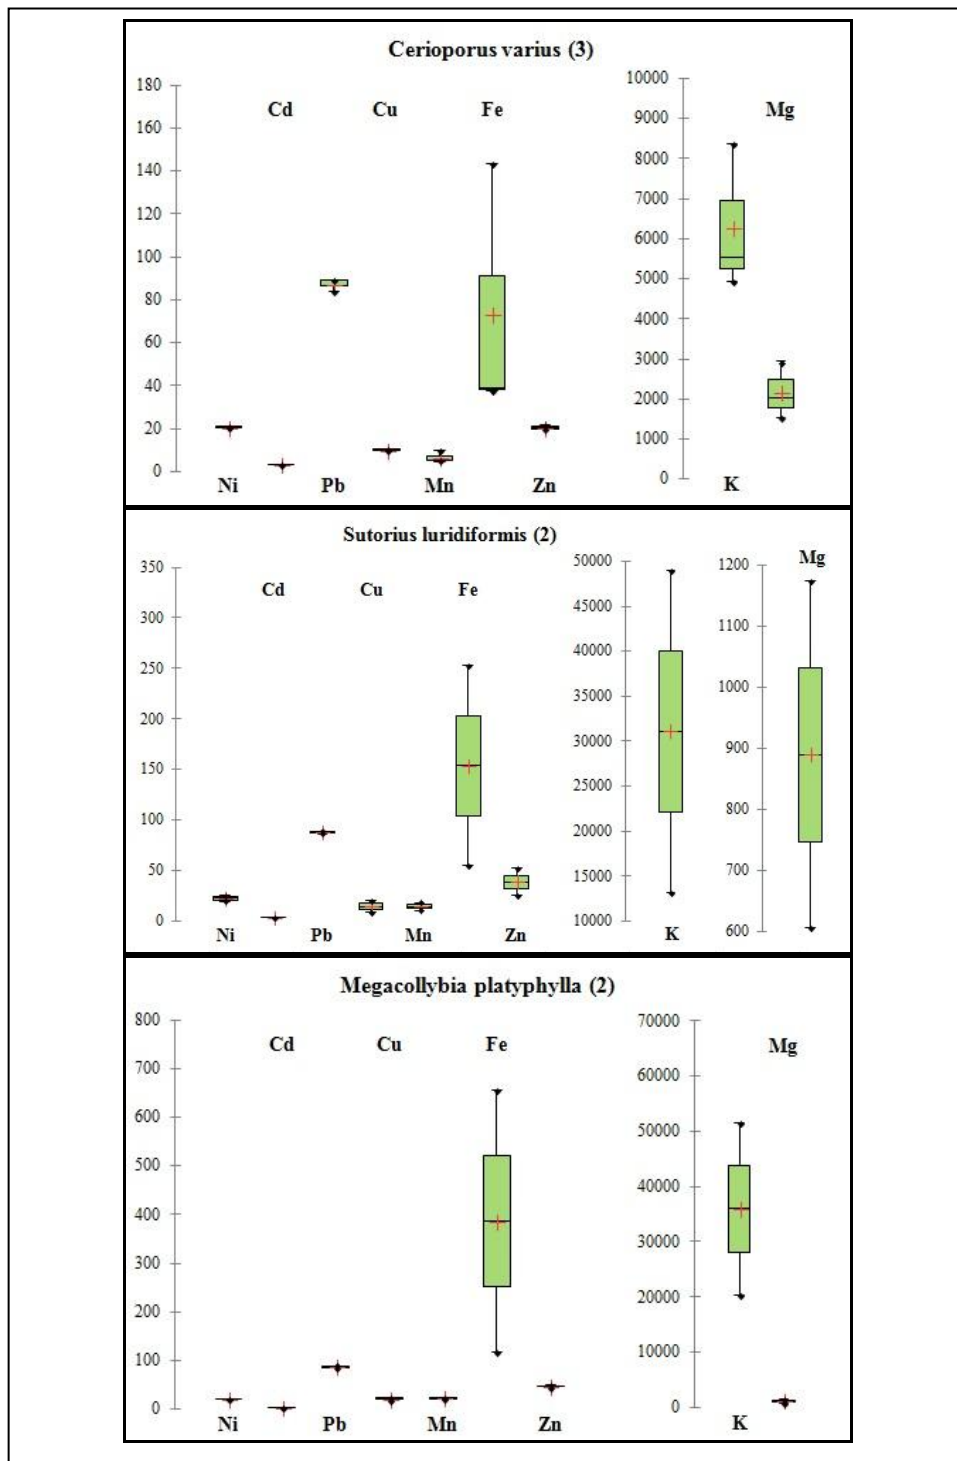 Cerioporus varius (3)
180
160
140
120
100
80
60
40
20
0
Cd
Cu
Fe
Ni
Pb
Mn
Zn
10000
9000
8000
7000
6000
5000
4000
3000
2000
1000
0
Mg
K
Sutorius luridiformis (2)
350
300
250
200
150
100
50
0
Cd
Cu
Fe
Ni
Pb
Mn
Zn
50000
45000
40000
35000
30000
25000
20000
15000
10000
K
1200
1100
1000
900
800
700
600
Mg
Megacollybia platyphylla (2)
800
700
600
500
400
300
200
100
0
Cd
Cu
Fe
Ni
Pb
Mn
Zn
70000
60000
50000
40000
30000
20000
10000
0
Mg
K